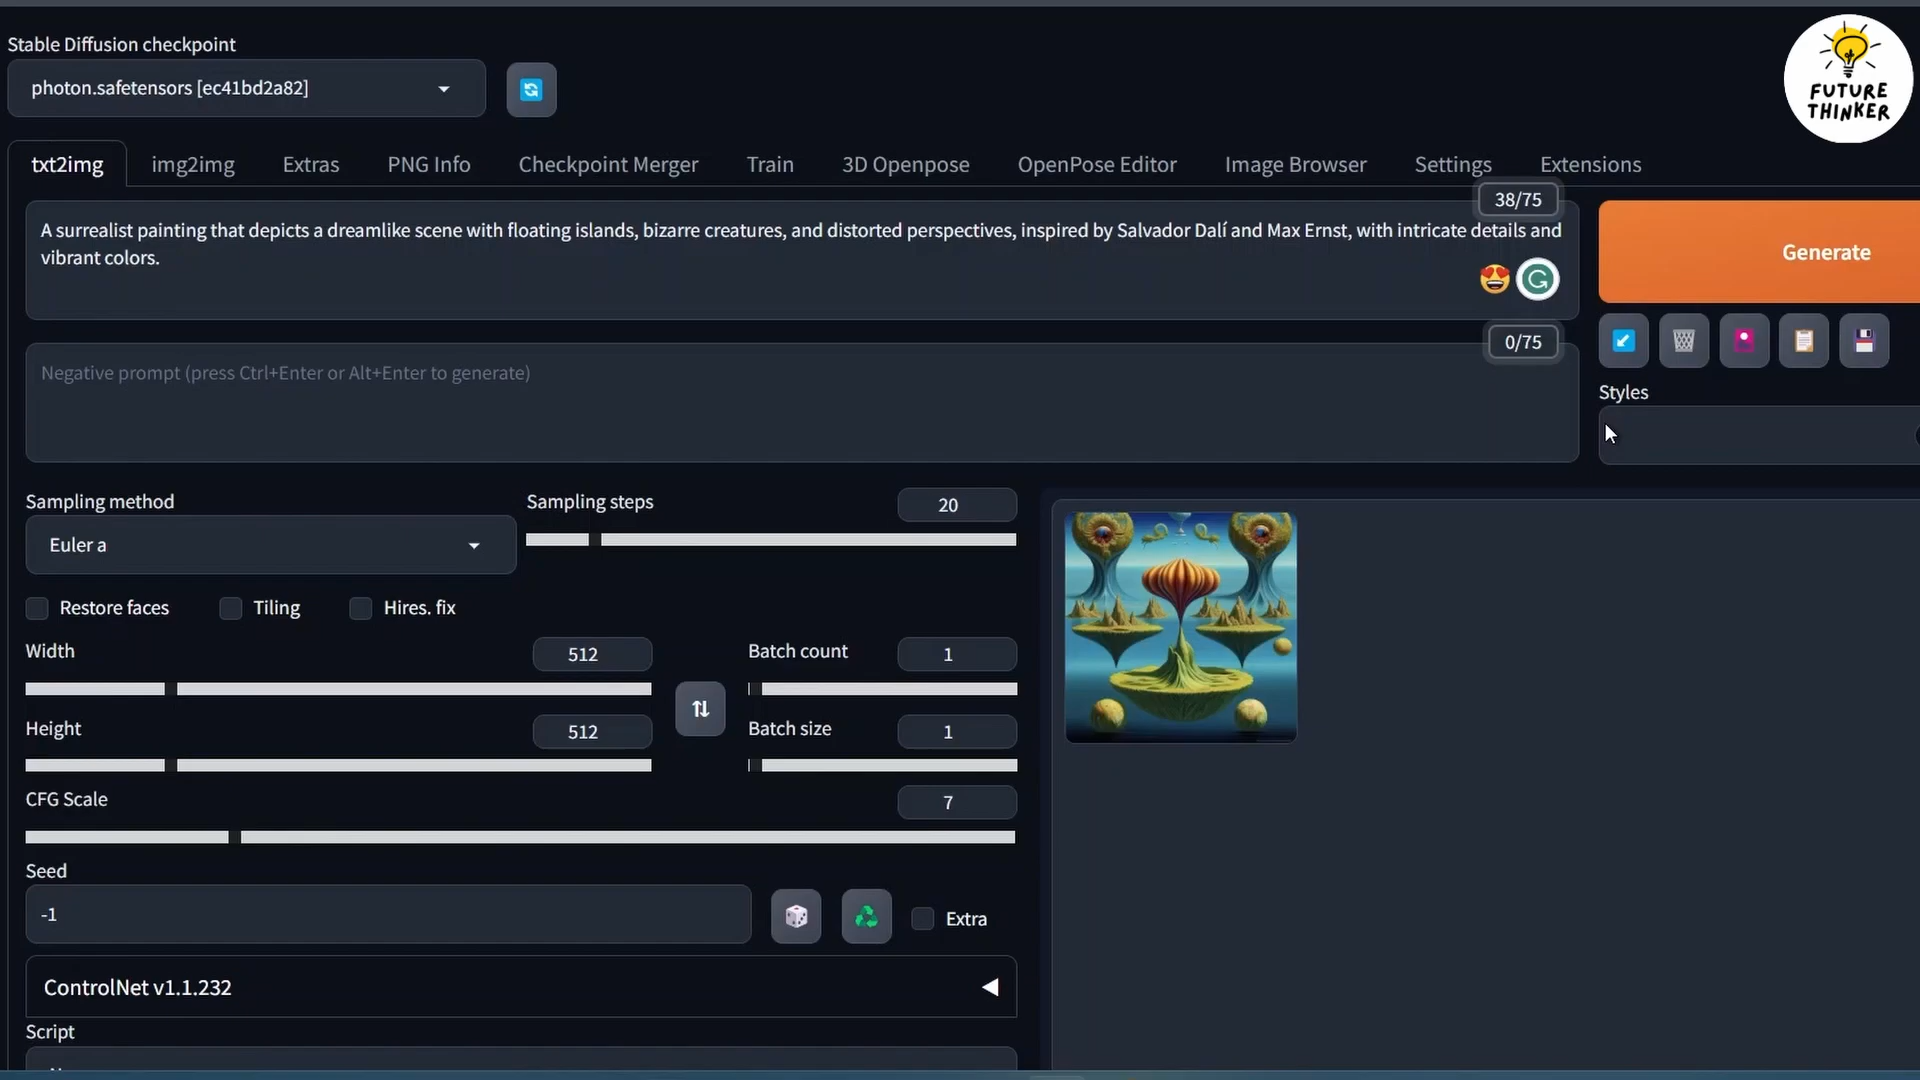 Stable Diffusion checkpoint
photon.safetensors [ec41bd2a82]
FUTURE
THINKER
txt2img
img2img
Extras
PNG Info
Checkpoint Merger
Train
3D Openpose
OpenPose Editor
Image Browser
Settings
Extensions
38/75
A surrealist painting that depicts a dreamlike scene with floating islands, bizarre creatures, and distorted perspectives, inspired by Salvador Dalí and Max Ernst, with intricate details and
vibrant colors.
Generate
0/75
Negative prompt (press Ctrl+Enter or Alt+Enter to generate)
Styles
Sampling method
Euler a
Sampling steps
20
Restore faces
Tiling
Hires. fix
Width
512
Batch count
1
Height
512
Batch size
1
CFG Scale
7
Seed
-1
Extra
ControlNet v1.1.232
Script